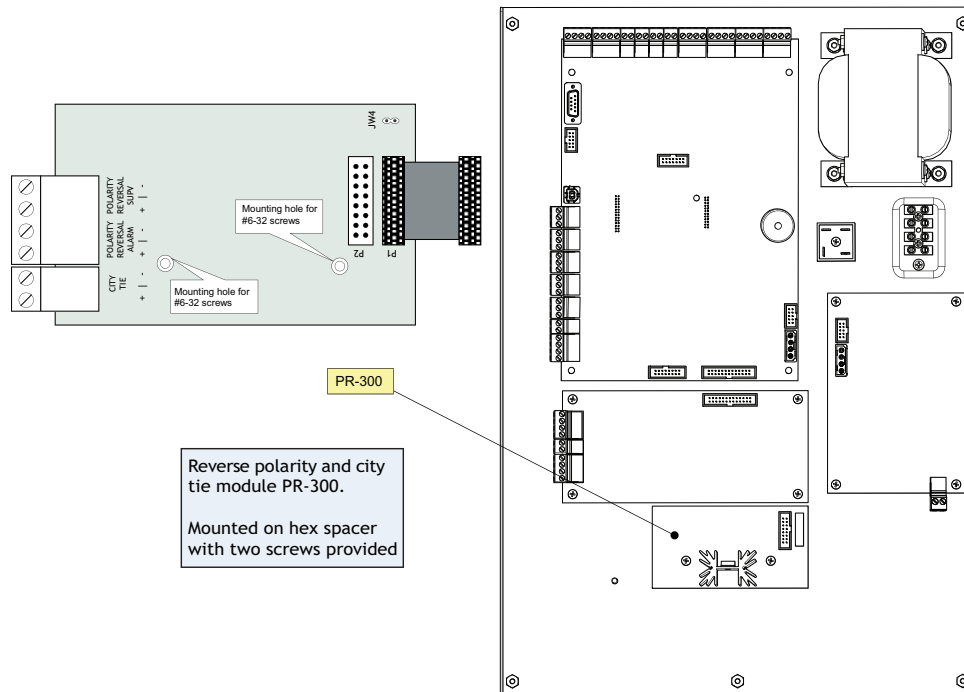 JW4
POLARITY
REVERSAL
SUPV
- | +
POLARITY
REVERSAL
ALARM
- | +
CITY
TIE
- | +
Mounting hole for
#6-32 screws
Mounting hole for
#6-32 screws
P2
P1
PR-300
Reverse polarity and city
tie module PR-300.
Mounted on hex spacer
with two screws provided